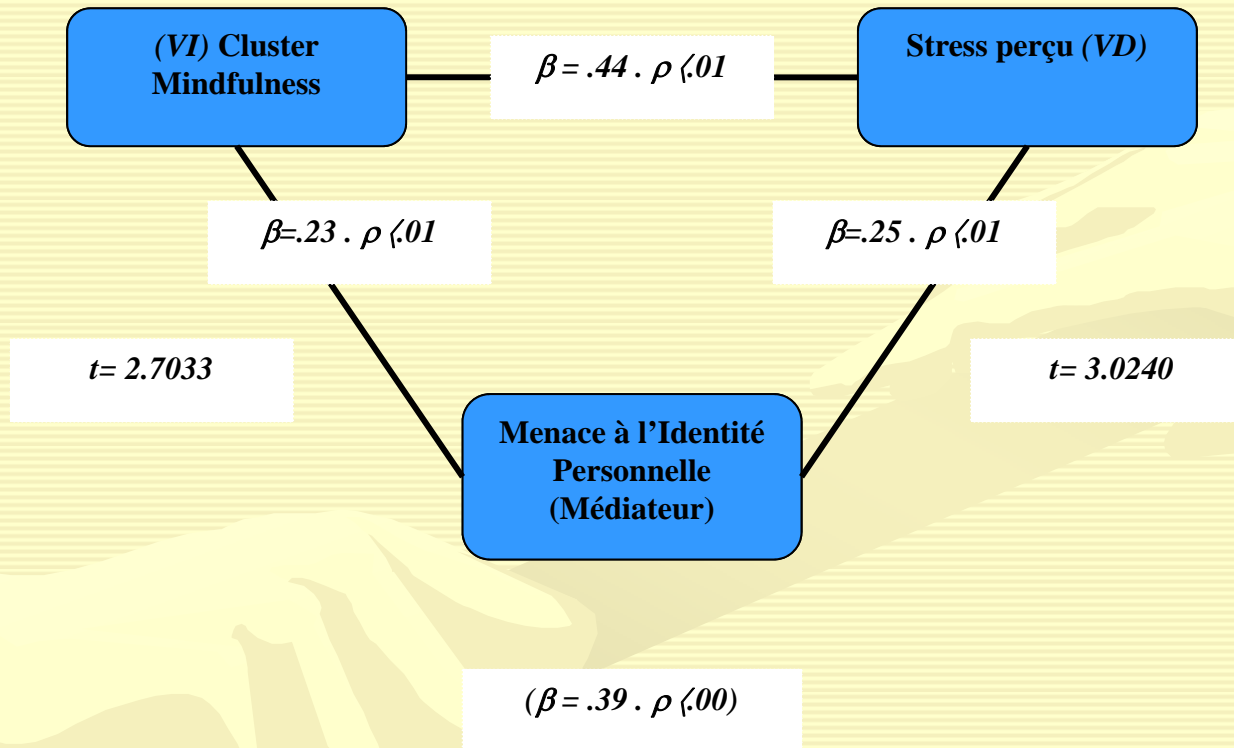 (VI) Cluster
Mindfulness
β = .44 . ρ ⟨.01
Stress perçu (VD)
β=.23 . ρ ⟨.01
β=.25 . ρ ⟨.01
t= 2.7033
t= 3.0240
Menace à l’Identité
Personnelle
(Médiateur)
(β = .39 . ρ ⟨.00)